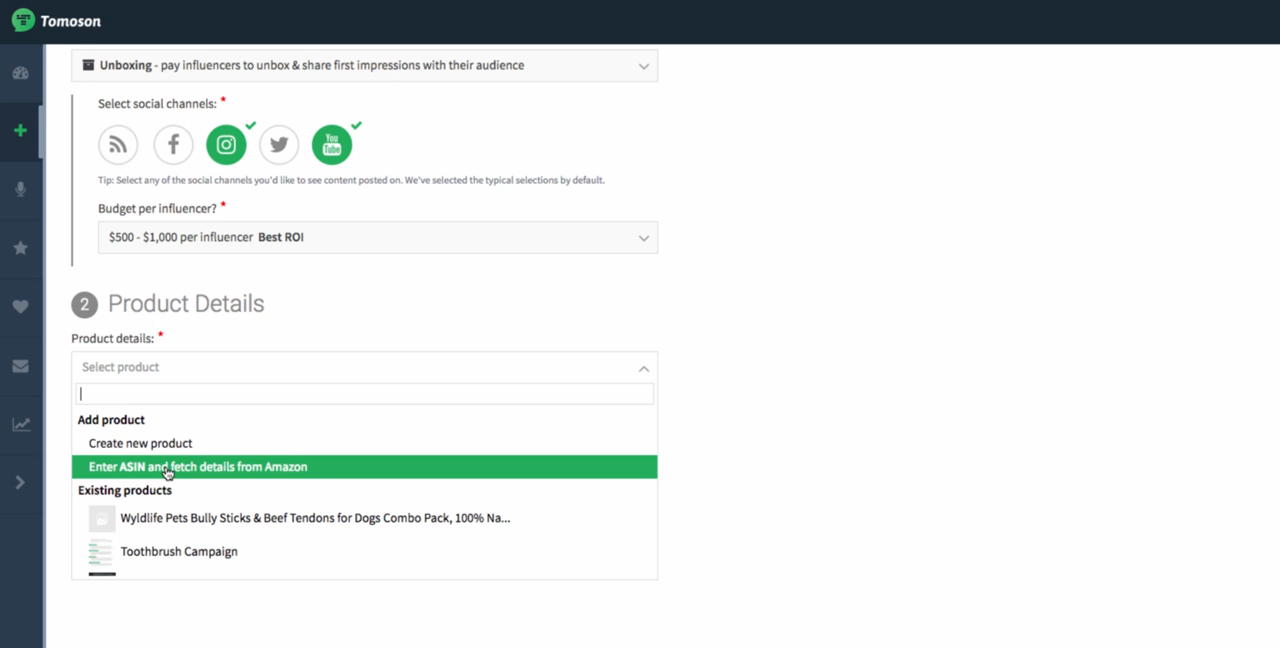 Tomoson
Unboxing - pay influencers to unbox & share first impressions with their audience
Select social channels: *
You
Tube
Tip: Select any of the social channels you'd like to see content posted on. We've selected the typical selections by default.
Budget per influencer? *
$500 - $1,000 per influencer Best ROI
2 Product Details
Product details: *
Select product
Add product
Create new product
Enter ASIN and fetch details from Amazon
Existing products
Wyldlife Pets Bully Sticks & Beef Tendons for Dogs Combo Pack, 100% Na...
Toothbrush Campaign